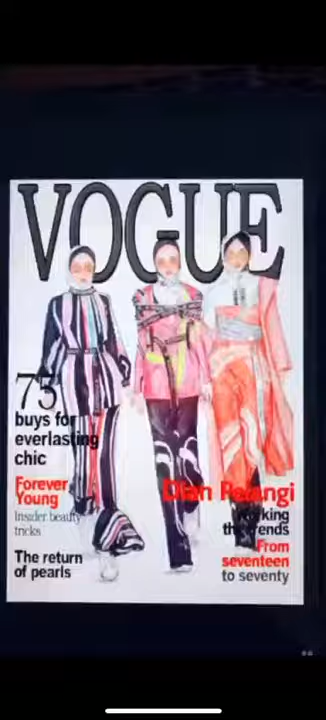 VOGUE
75
buys for
everlasting
chic
Forever
Young
Insider beauty
tricks
The return
of pearls
Dian Pelangi
king
the trends
From
seventeen
to seventy